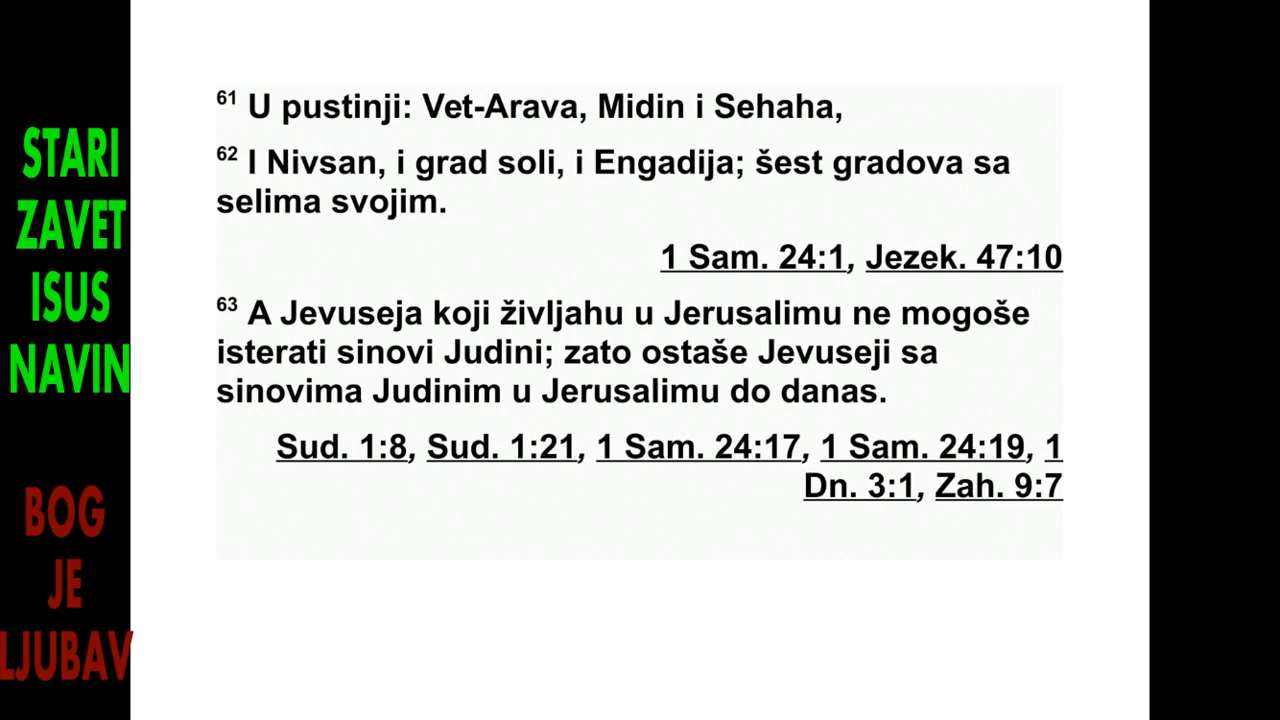 STARI
ZAVET
ISUS
NAVIN
BOG
JE
LJUBAV
61 U pustinji: Vet-Arava, Midin i Sehaha,
62 I Nivsan, i grad soli, i Engadija; šest gradova sa
selima svojim.
1 Sam. 24:1, Jezek. 47:10
63 A Jevuseja koji življahu u Jerusalimu ne mogoše
isterati sinovi Judini; zato ostaše Jevuseji sa
sinovima Judinim u Jerusalimu do danas.
Sud. 1:8, Sud. 1:21, 1 Sam. 24:17, 1 Sam. 24:19, 1
Dn. 3:1, Zah. 9:7